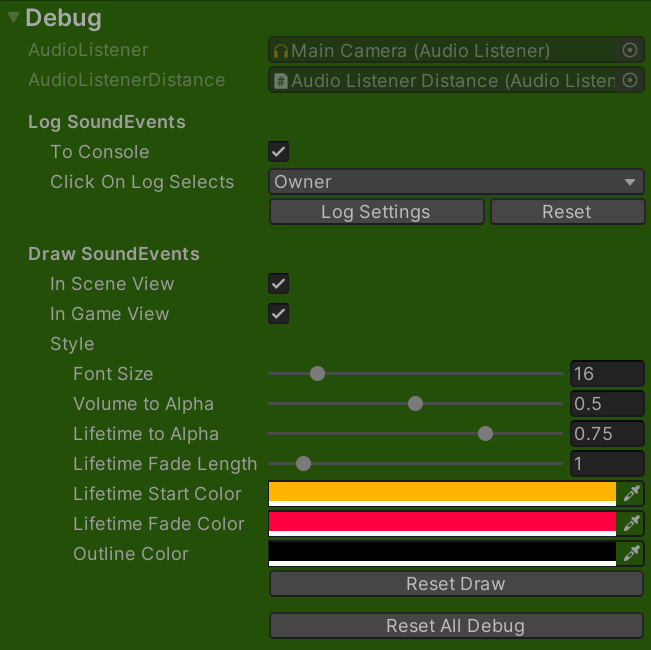 Debug
AudioListener Main Camera (Audio Listener)
AudioListenerDistance # Audio Listener Distance (Audio Listen
Log SoundEvents
To Console
Click On Log Selects Owner
Log Settings Reset
Draw SoundEvents
In Scene View
In Game View
Style
Font Size 16
Volume to Alpha 0.5
Lifetime to Alpha 0.75
Lifetime Fade Length 1
Lifetime Start Color
Lifetime Fade Color
Outline Color
Reset Draw
Reset All Debug